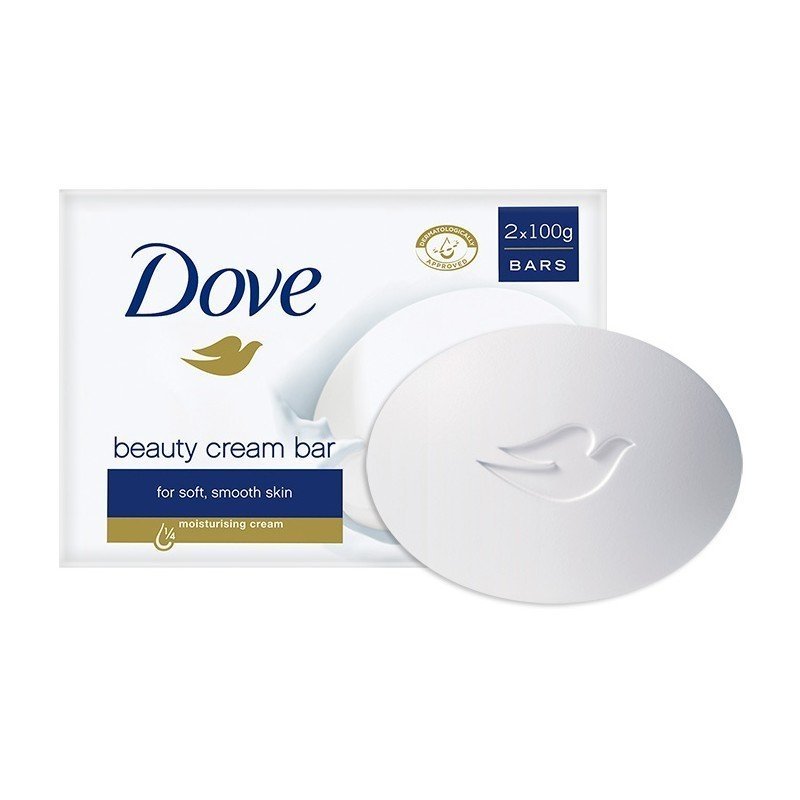 Dove
DERMATOLOGICALLY
APPROVED
2x100g
BARS
beauty cream bar
for soft, smooth skin
1/4 moisturising cream